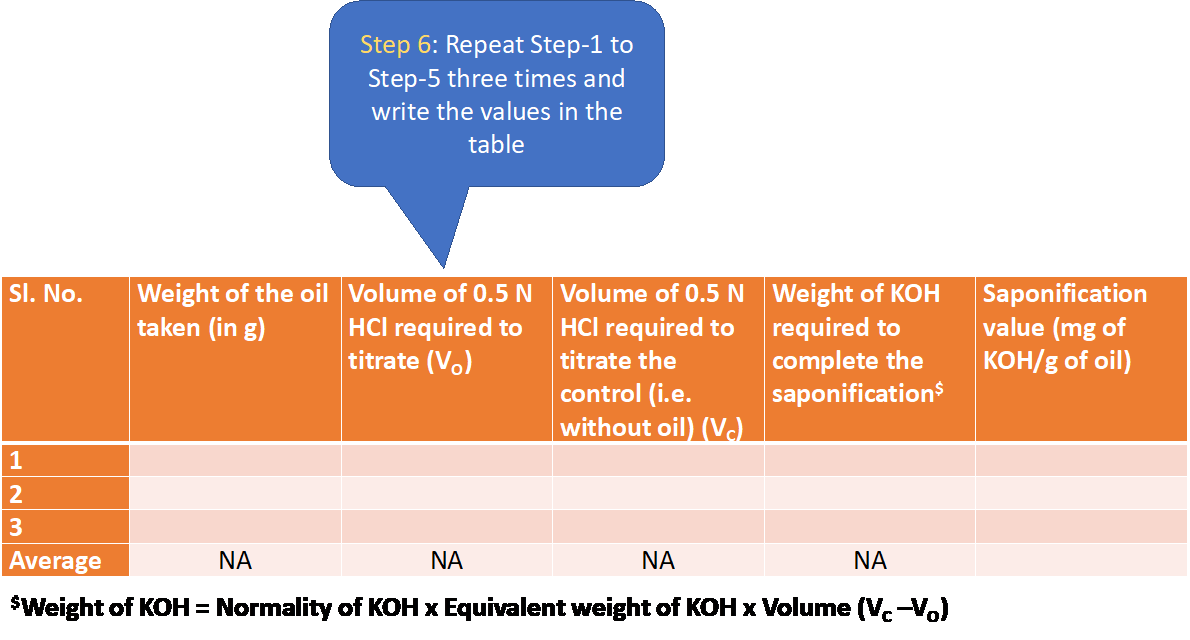 Step 6: Repeat Step-1 to
Step-5 three times and
write the values in the
table
Sl. No.
Weight of the oil
taken (in g)
Volume of 0.5 N
HCl required to
titrate (VO)
Volume of 0.5 N
HCl required to
titrate the
control (i.e.
without oil) (VC)
Weight of KOH
required to
complete the
saponification$
Saponification
value (mg of
KOH/g of oil)
1
2
3
Average NA NA NA NA
$Weight of KOH = Normality of KOH x Equivalent weight of KOH x Volume (VC –VO)